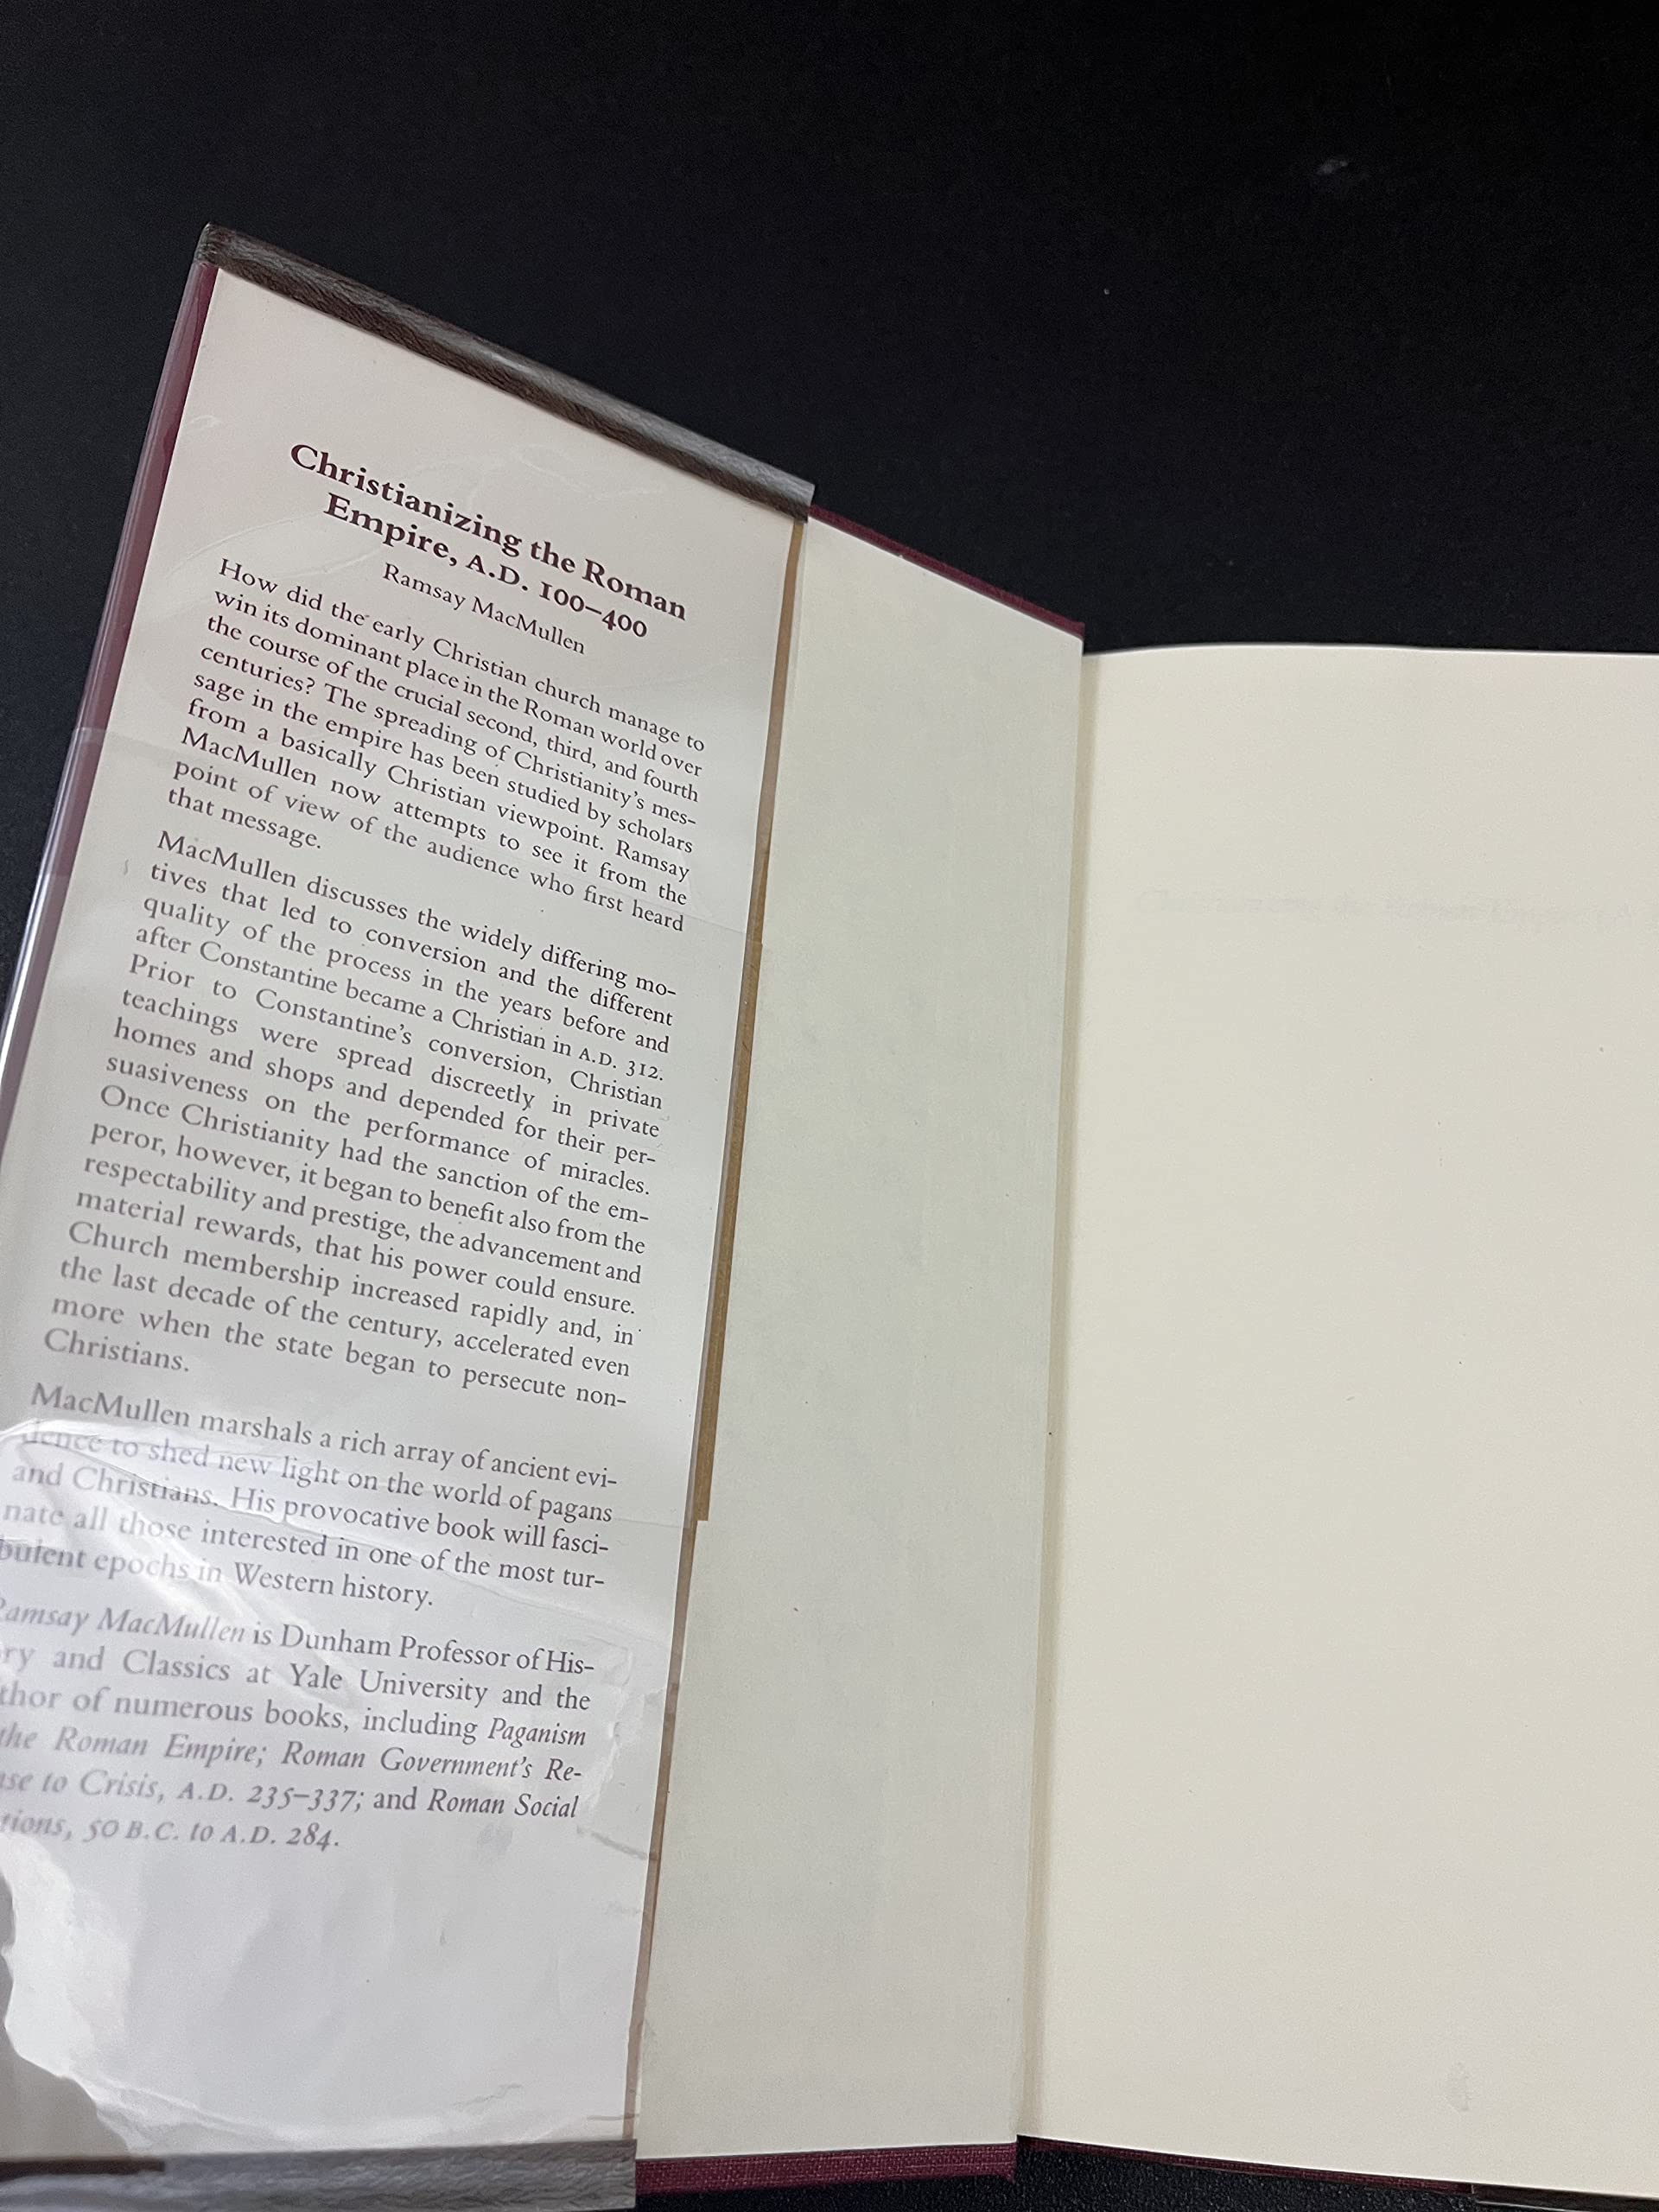 Christianizing the Roman
Empire, A.D. 100–400
Ramsay MacMullen
How did the early Christian church manage to
win its dominant place in the Roman world over
the course of the crucial second, third, and fourth
centuries? The spreading of Christianity's mes-
sage in the empire has been studied by scholars
from a basically Christian viewpoint. Ramsay
MacMullen now attempts to see it from the
point of view of the audience who first heard
that message.
MacMullen discusses the widely differing mo-
tives that led to conversion and the different
quality of the process in the years before and
after Constantine became a Christian in A.D. 312.
Prior to Constantine's conversion, Christian
teachings were spread discreetly in private
homes and shops and depended for their per-
suasiveness on the performance of miracles.
Once Christianity had the sanction of the em-
peror, however, it began to benefit also from the
respectability and prestige, the advancement and
material rewards, that his power could ensure.
Church membership increased rapidly and, in
the last decade of the century, accelerated even
more when the state began to persecute non-
Christians.
MacMullen marshals a rich array of ancient evi-
dence to shed new light on the world of pagans
and Christians. His provocative book will fasci-
nate all those interested in one of the most tur-
bulent epochs in Western history.
Ramsay MacMullen is Dunham Professor of His-
ry and Classics at Yale University and the
thor of numerous books, including Paganism
the Roman Empire; Roman Government's Re-
nse to Crisis, A.D. 235–337; and Roman Social
tions, 50 B.C. to A.D. 284.